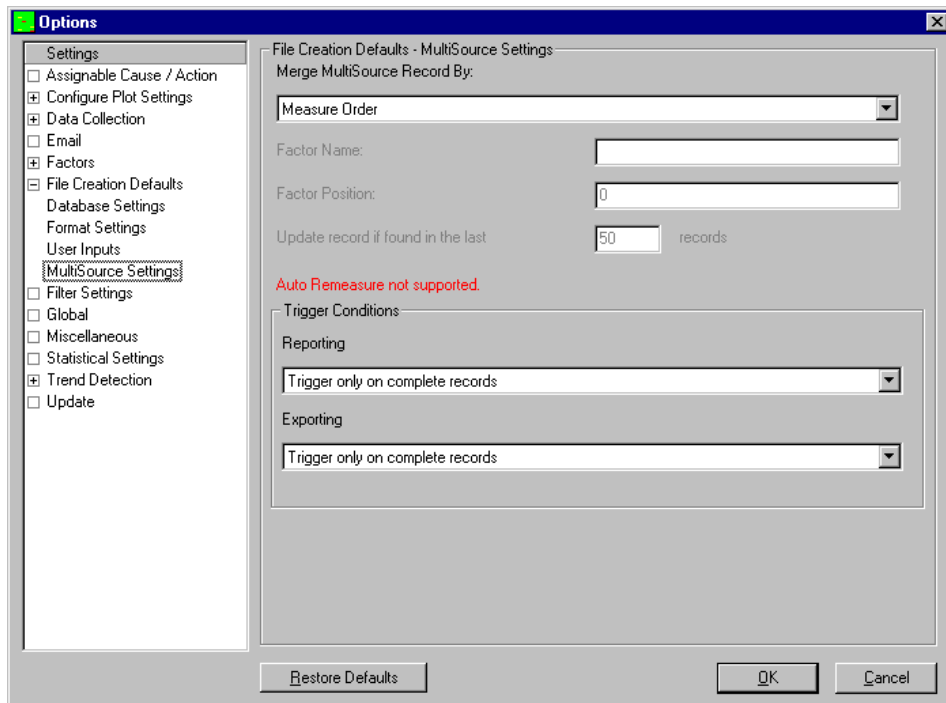 Options
Settings
Assignable Cause / Action
Configure Plot Settings
Data Collection
Email
Factors
File Creation Defaults
Database Settings
Format Settings
User Inputs
MultiSource Settings
Filter Settings
Global
Miscellaneous
Statistical Settings
Trend Detection
Update
File Creation Defaults - MultiSource Settings
Merge MultiSource Record By:
Measure Order
Factor Name:
Factor Position: 0
Update record if found in the last 50 records
Auto Remeasure not supported.
Trigger Conditions
Reporting
Trigger only on complete records
Exporting
Trigger only on complete records
Restore Defaults OK Cancel